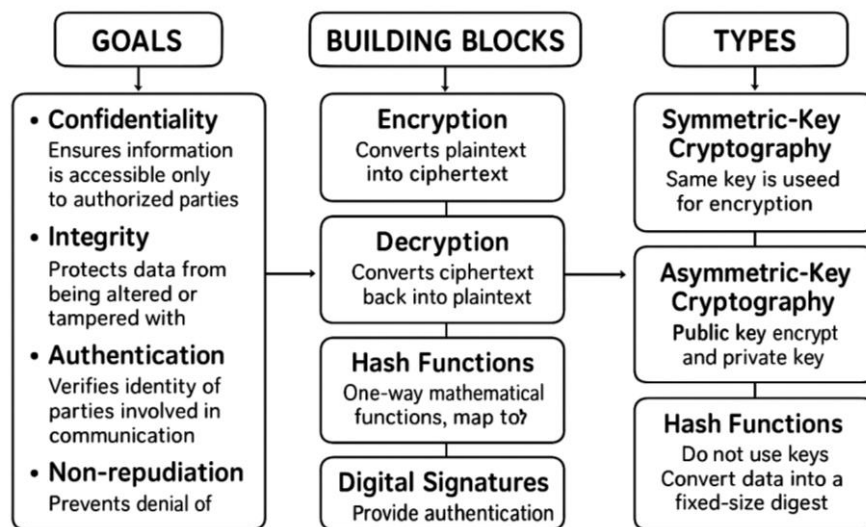 GOALS
• Confidentiality
Ensures information
is accessible only
to authorized parties
• Integrity
Protects data from
being altered or
tampered with
• Authentication
Verifies identity of
parties involved in
communication
• Non-repudiation
Prevents denial of
BUILDING BLOCKS
Encryption
Converts plaintext
into ciphertext
Decryption
Converts ciphertext
back into plaintext
Hash Functions
One-way mathematical
functions, map to
Digital Signatures
Provide authentication
TYPES
Symmetric-Key
Cryptography
Same key is useed
for encryption
Asymmetric-Key
Cryptography
Public key encrypt
and private key
Hash Functions
Do not use keys
Convert data into a
fixed-size digest